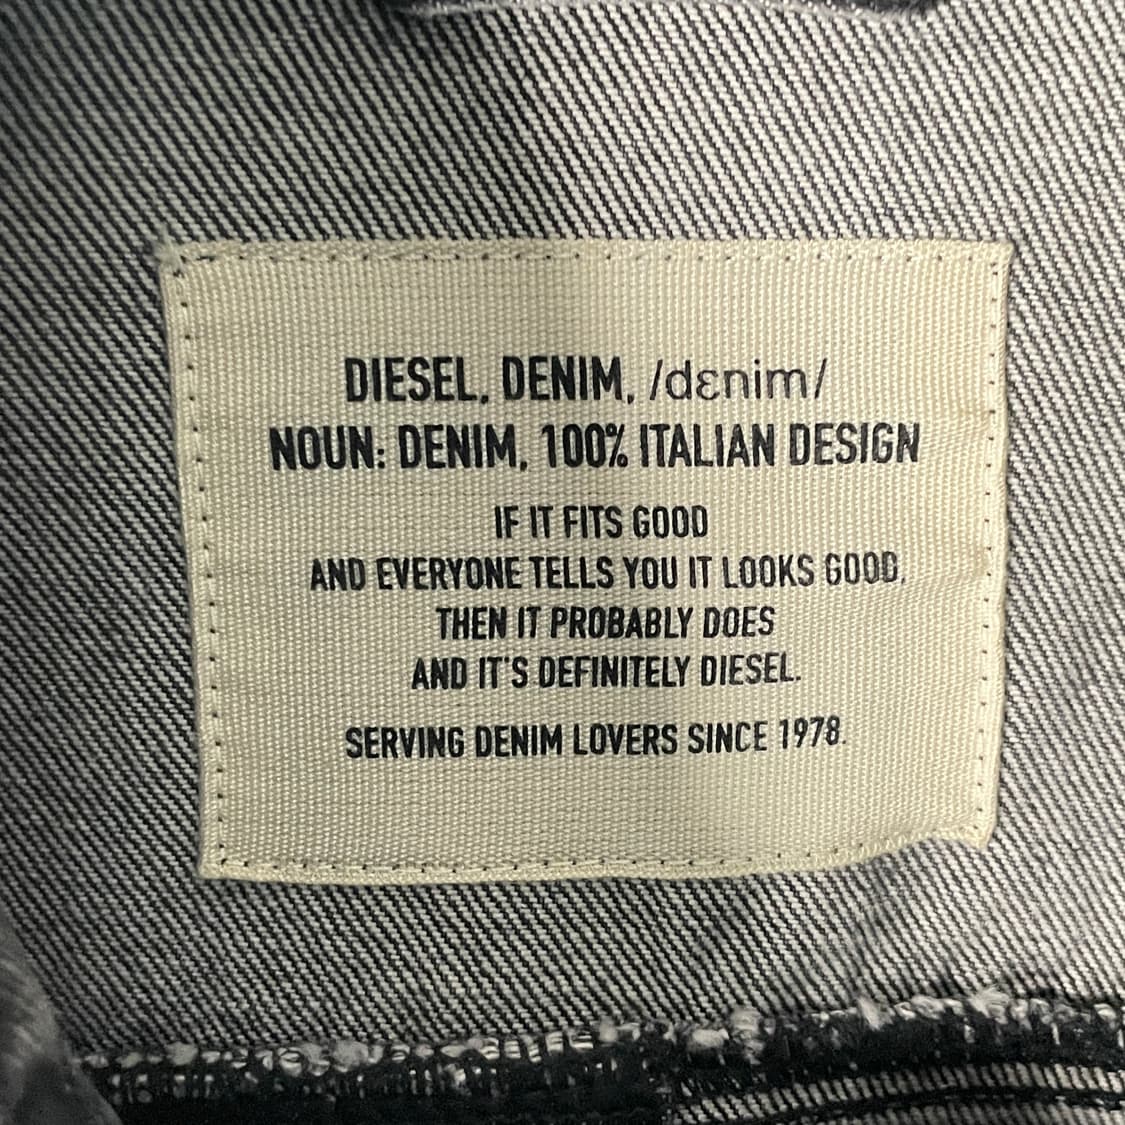 DIESEL, DENIM, /dɛnim/
NOUN: DENIM, 100% ITALIAN DESIGN
IF IT FITS GOOD
AND EVERYONE TELLS YOU IT LOOKS GOOD,
THEN IT PROBABLY DOES
AND IT'S DEFINITELY DIESEL.
SERVING DENIM LOVERS SINCE 1978.